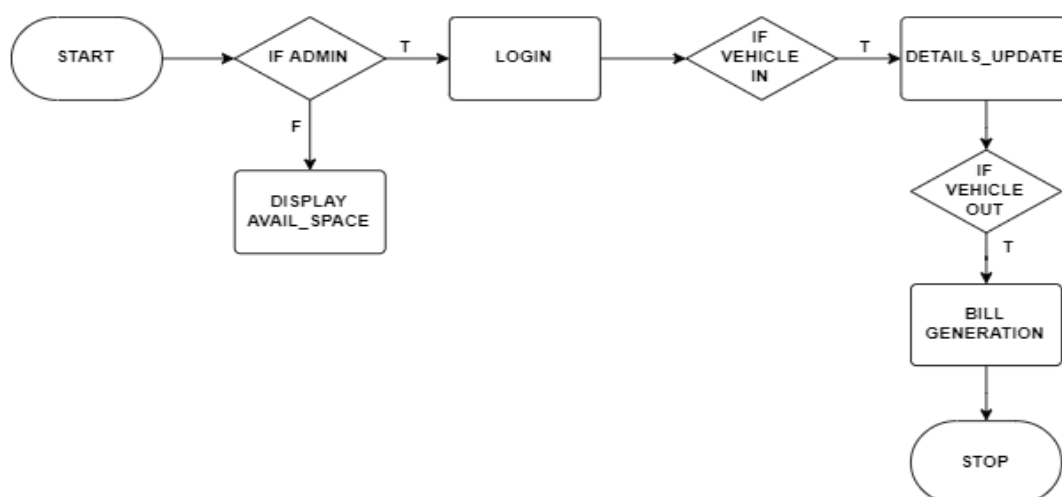 START
IF ADMIN
T
LOGIN
IF
VEHICLE
IN
T
DETAILS_UPDATE
F
DISPLAY
AVAIL_SPACE
IF
VEHICLE
OUT
T
BILL
GENERATION
STOP